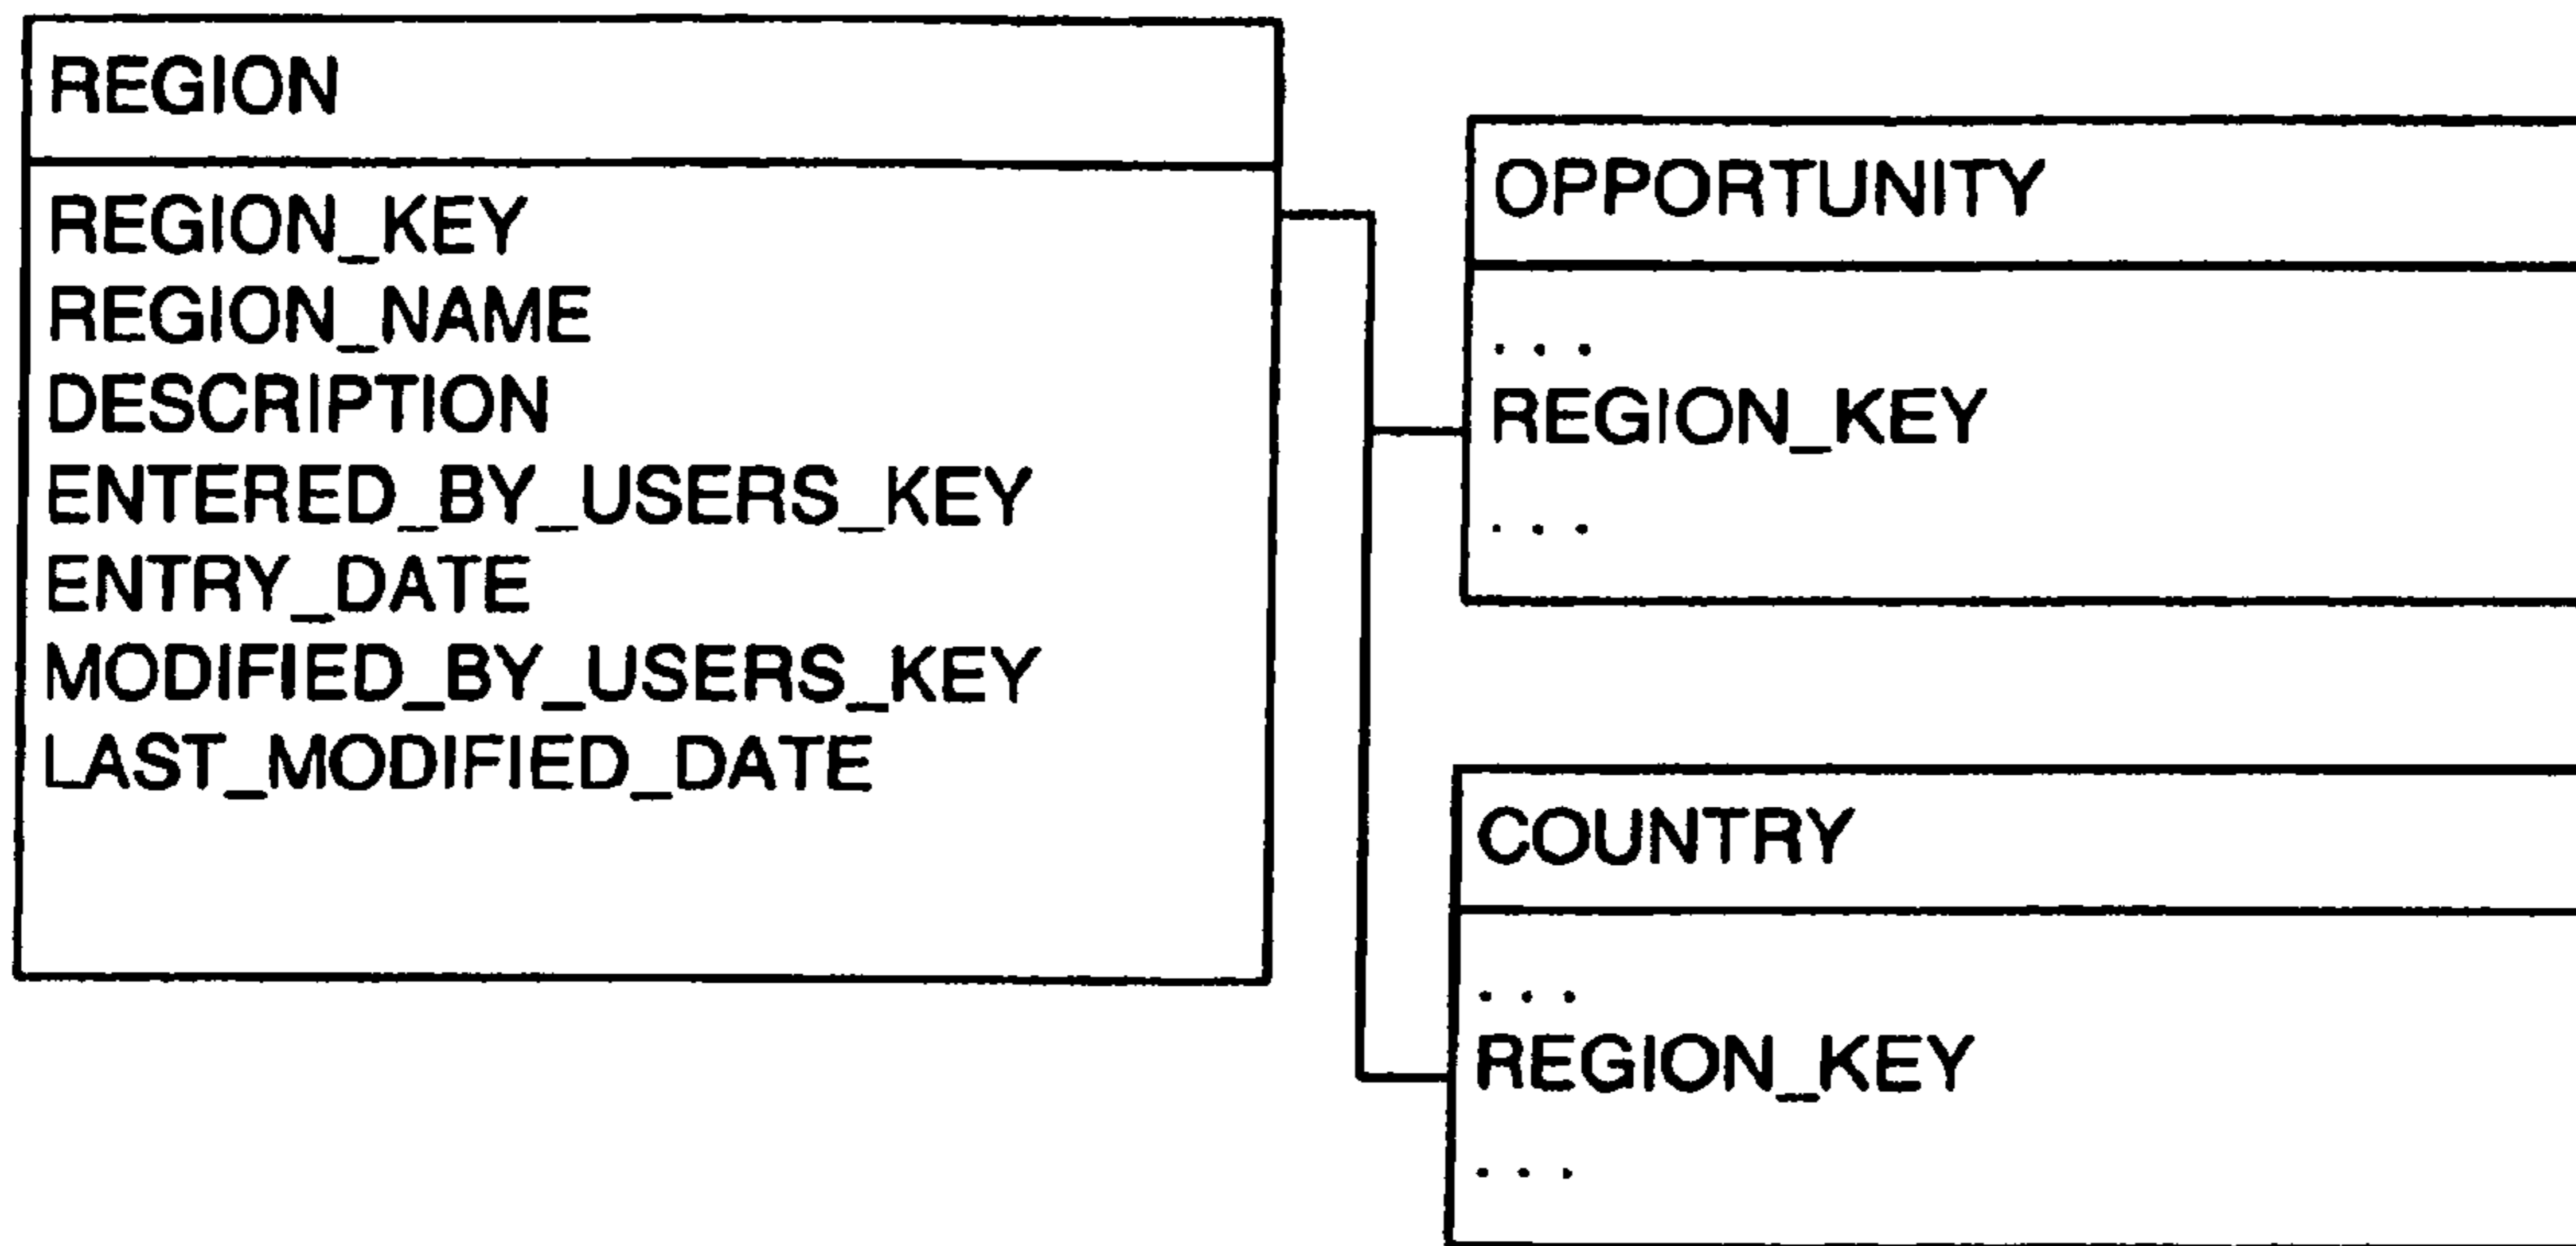 REGION
REGION_KEY
REGION_NAME
DESCRIPTION
ENTERED_BY_USERS_KEY
ENTRY_DATE
MODIFIED_BY_USERS_KEY
LAST_MODIFIED_DATE
OPPORTUNITY
. . .
REGION_KEY
. . .
COUNTRY
. . .
REGION_KEY
. . .